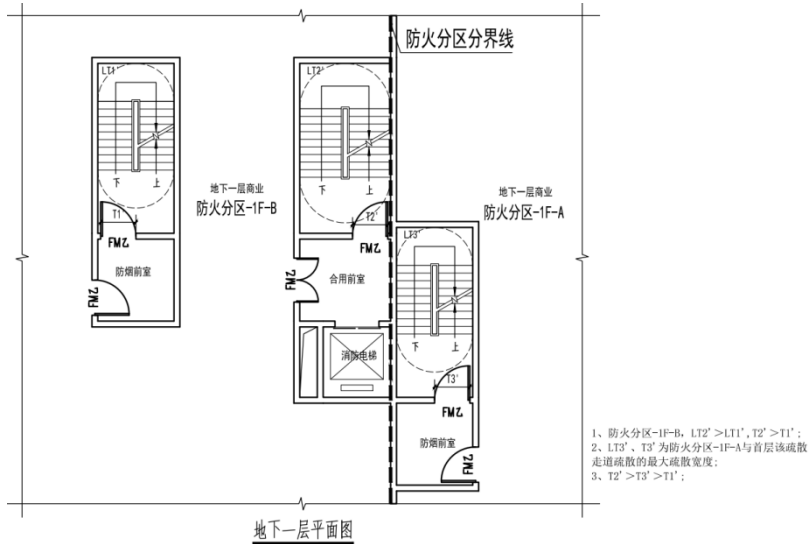 防火分区分界线
LT1'
LT2'
下
上
下
上
地下一层商业
防火分区-1F-B
地下一层商业
防火分区-1F-A
T1'
T2'
FM乙
FM乙
LT3'
防烟前室
FM乙
合用前室
FM乙
下
上
消防电梯
T3'
FM乙
防烟前室
FM乙
1、防火分区-1F-B，LT2'>LT1',T2'>T1';
2、LT3'、T3'为防火分区-1F-A与首层该疏散
走道疏散的最大疏散宽度;
3、T2'>T3'>T1';
地下一层平面图